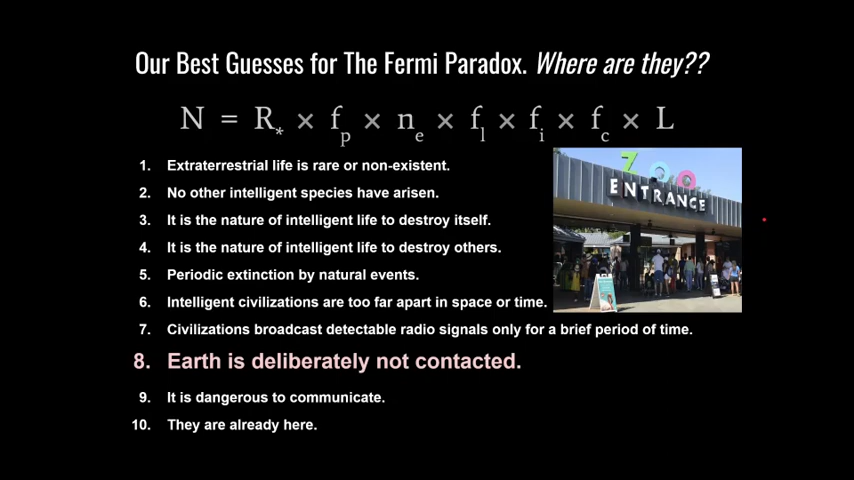 Our Best Guesses for The Fermi Paradox. Where are they??
N = R* × fp × ne × fl × fi × fc × L
1. Extraterrestrial life is rare or non-existent.
2. No other intelligent species have arisen.
3. It is the nature of intelligent life to destroy itself.
4. It is the nature of intelligent life to destroy others.
5. Periodic extinction by natural events.
6. Intelligent civilizations are too far apart in space or time.
7. Civilizations broadcast detectable radio signals only for a brief period of time.
8. Earth is deliberately not contacted.
9. It is dangerous to communicate.
10. They are already here.
ZOO
ENTRANCE